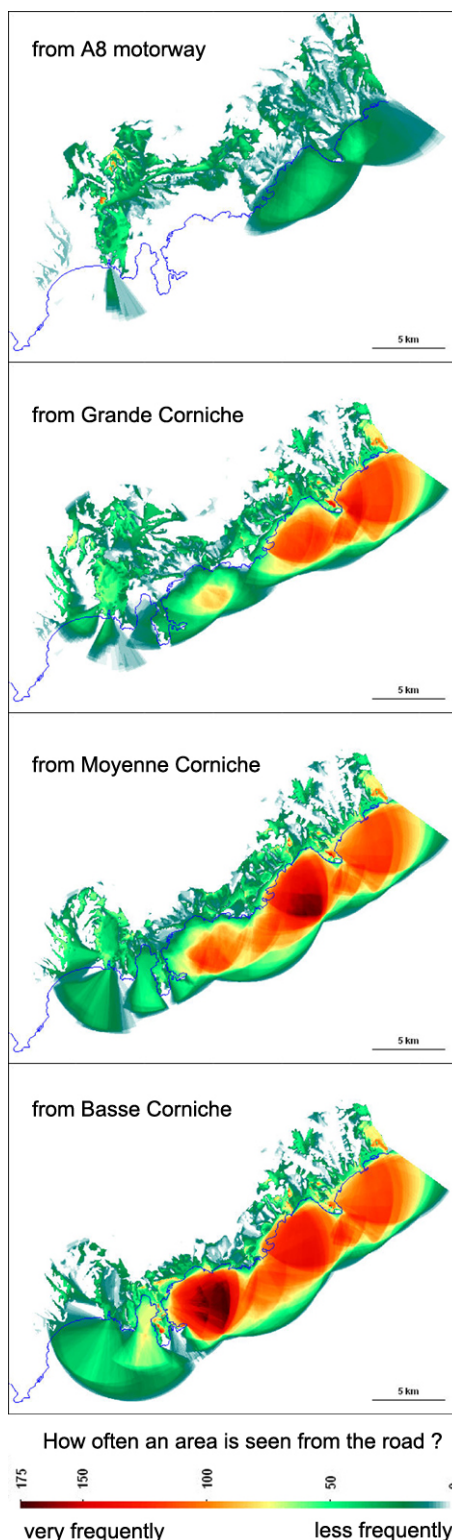 from A8 motorway
5 km
from Grande Corniche
5 km
from Moyenne Corniche
5 km
from Basse Corniche
5 km
How often an area is seen from the road ?
175 150 100 50 0
very frequently less frequently